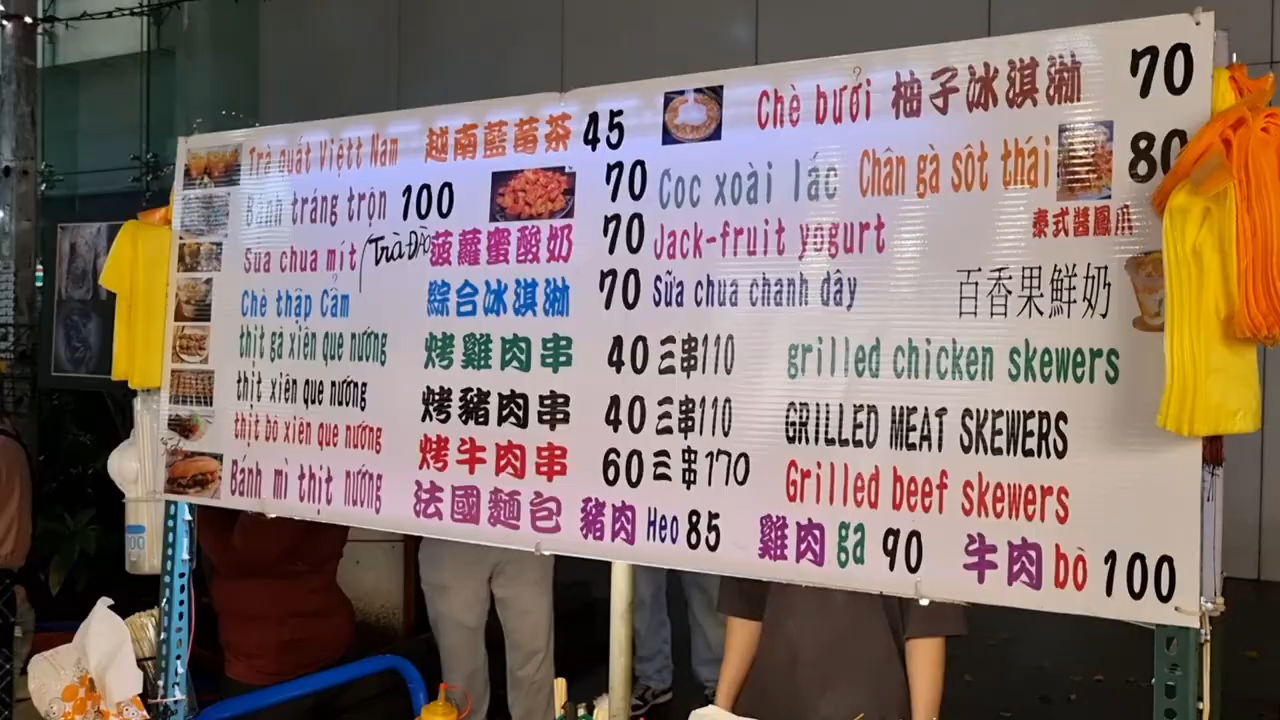 Trà quất Việtt Nam 越南藍莓茶 45 Chè bưởi 柚子冰淇淋 70
Bánh tráng trộn 100 70 Coc xoài lắc Chân gà sôt thái 80
泰式醬鳳爪
Sua chua mít /Trà ĐÀo 菠蘿蜜酸奶 70 Jack-fruit yogurt
Chè thập Cẩm 綜合冰淇淋 70 Sữa chua chanh dây 百香果鮮奶
thịt gà xiên que nướng 烤雞肉串 40 三串110 grilled chicken skewers
thịt xiên que nướng 烤豬肉串 40 三串110 GRILLED MEAT SKEWERS
thịt bò xiên que nướng 烤牛肉串 60 三串170 Grilled beef skewers
Bánh mì thịt nướng 法國麵包 豬肉 Heo 85 雞肉 gà 90 牛肉 bò 100